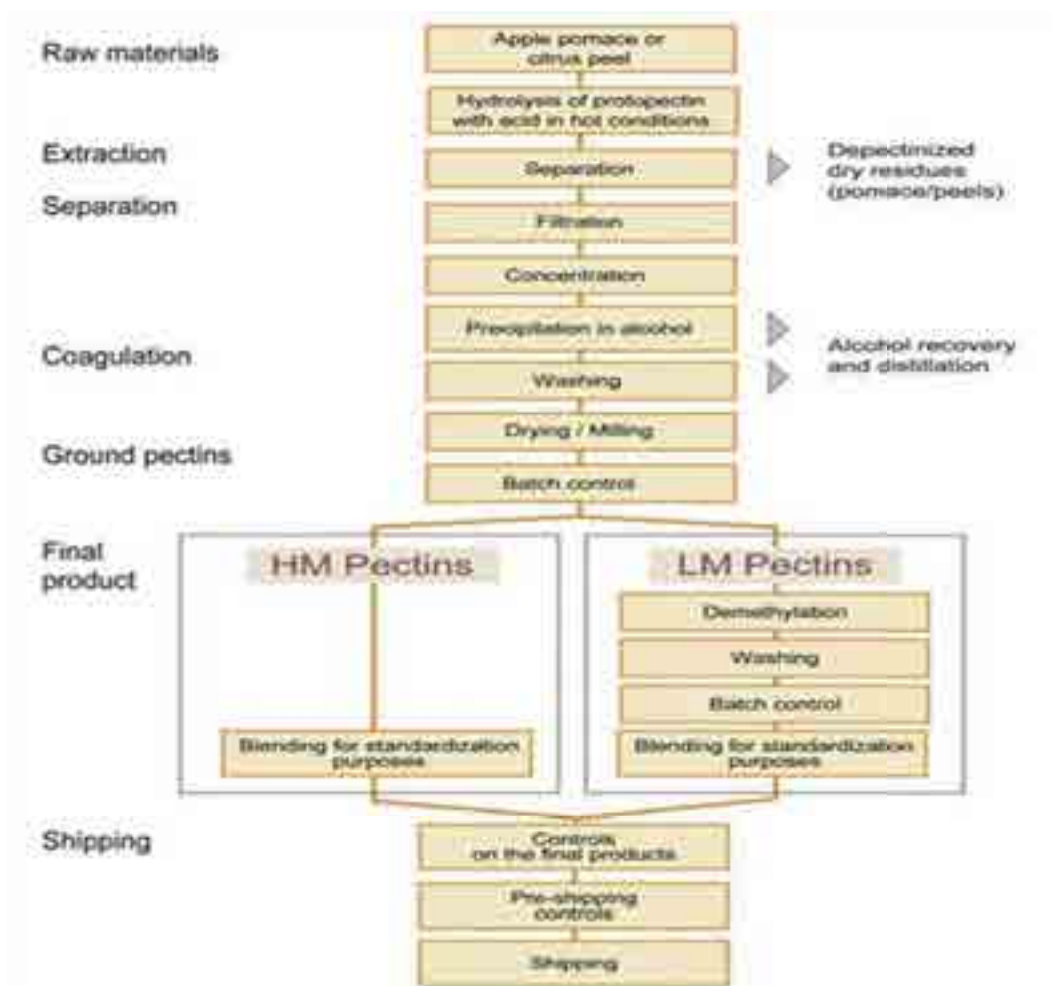 Raw materials
Apple pomace or
citrus peel
Hydrolysis of protopectin
with acid in hot conditions
Extraction
Separation
Depectinized
dry residues
(pomace/peels)
Separation
Filtration
Concentration
Precipitation in alcohol
Coagulation
Alcohol recovery
and distillation
Washing
Drying / Milling
Ground pectins
Batch control
Final
product
HM Pectins
LM Pectins
Demethylation
Washing
Batch control
Blending for standardization
purposes
Blending for standardization
purposes
Shipping
Controls
on the final products
Pre-shipping
controls
Shipping